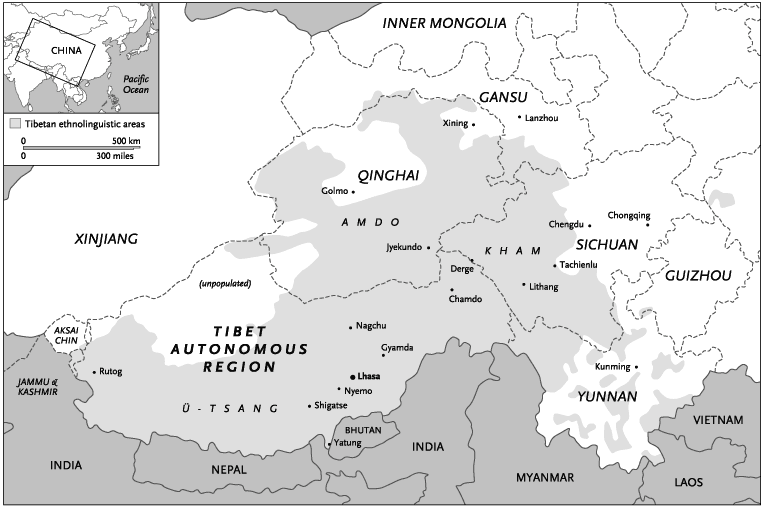 CHINA
Pacific
Ocean
Tibetan ethnolinguistic areas
0 500 km
0 300 miles
INNER MONGOLIA
GANSU
Xining
Lanzhou
QINGHAI
Golmo
AMDO
XINJIANG
Jyekundo
KHAM
Chengdu
Chongqing
SICHUAN
Derge
Tachienlu
GUIZHOU
(unpopulated)
Lithang
Chamdo
AKSAI
CHIN
TIBET
AUTONOMOUS
REGION
Nagchu
Gyamda
Rutog
Lhasa
Kunming
JAMMU &
KASHMIR
Nyemo
YUNNAN
Ü-TSANG
Shigatse
BHUTAN
VIETNAM
Yatung
INDIA
INDIA
NEPAL
MYANMAR
LAOS